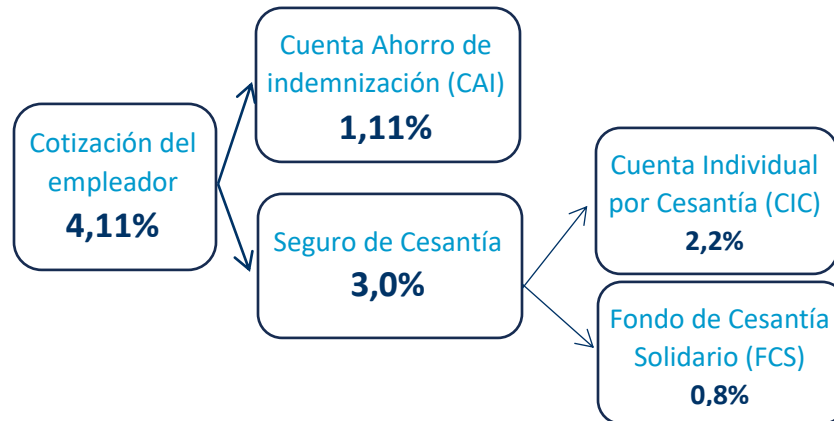 Cotización del
empleador
4,11%
Cuenta Ahorro de
indemnización (CAI)
1,11%
Seguro de Cesantía
3,0%
Cuenta Individual
por Cesantía (CIC)
2,2%
Fondo de Cesantía
Solidario (FCS)
0,8%